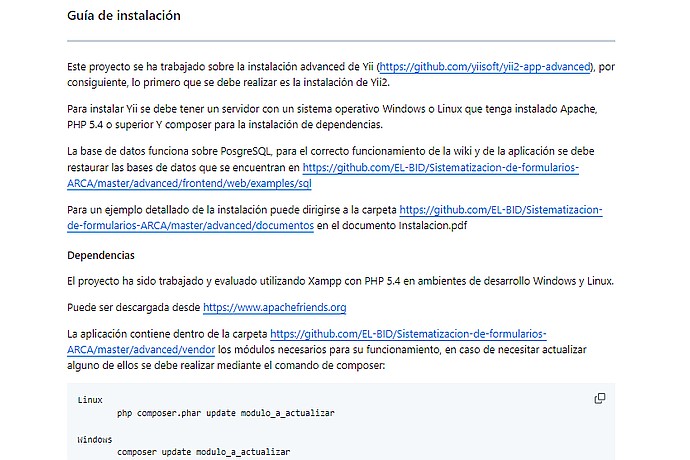 Guía de instalación
Este proyecto se ha trabajado sobre la instalación advanced de Yii (https://github.com/yiisoft/yii2-app-advanced), por
consiguiente, lo primero que se debe realizar es la instalación de Yii2.
Para instalar Yii se debe tener un servidor con un sistema operativo Windows o Linux que tenga instalado Apache,
PHP 5.4 o superior Y composer para la instalación de dependencias.
La base de datos funciona sobre PosgreSQL, para el correcto funcionamiento de la wiki y de la aplicación se debe
restaurar las bases de datos que se encuentran en https://github.com/EL-BID/Sistematizacion-de-formularios-
ARCA/master/advanced/frontend/web/examples/sql
Para un ejemplo detallado de la instalación puede dirigirse a la carpeta https://github.com/EL-BID/Sistematizacion-
de-formularios-ARCA/master/advanced/documentos en el documento Instalacion.pdf
Dependencias
El proyecto ha sido trabajado y evaluado utilizando Xampp con PHP 5.4 en ambientes de desarrollo Windows y Linux.
Puede ser descargada desde https://www.apachefriends.org
La aplicación contiene dentro de la carpeta https://github.com/EL-BID/Sistematizacion-de-formularios-
ARCA/master/advanced/vendor los módulos necesarios para su funcionamiento, en caso de necesitar actualizar
alguno de ellos se debe realizar mediante el comando de composer:
Linux
php composer.phar update modulo_a_actualizar
Windows
composer update modulo_a_actualizar